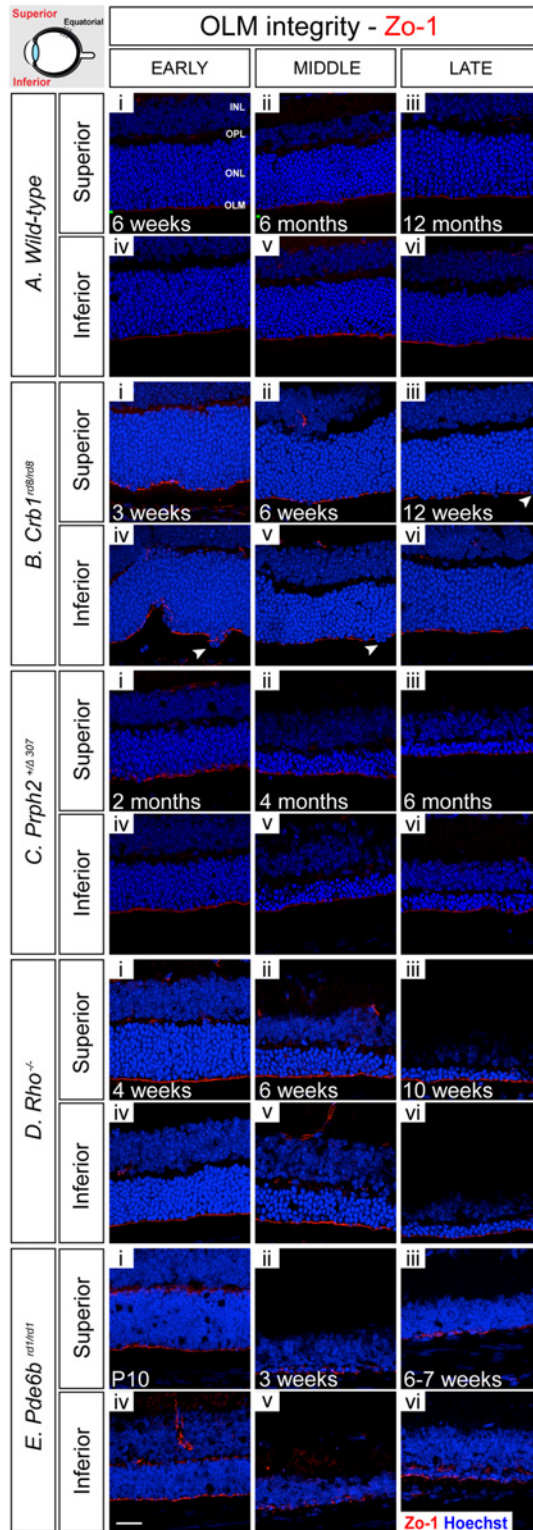 Superior
Equatorial
Inferior
OLM integrity - Zo-1
EARLY
MIDDLE
LATE
A. Wild-type
Superior
i
INL
OPL
ONL
OLM
6 weeks
ii
6 months
iii
12 months
Inferior
iv
v
vi
B. Crb1 rd8/rd8
Superior
i
3 weeks
ii
6 weeks
iii
12 weeks
Inferior
iv
v
vi
C. Prph2 +/Δ307
Superior
i
2 months
ii
4 months
iii
6 months
Inferior
iv
v
vi
D. Rho-/-
Superior
i
4 weeks
ii
6 weeks
iii
10 weeks
Inferior
iv
v
vi
E. Pde6b rd1/rd1
Superior
i
P10
ii
3 weeks
iii
6-7 weeks
Inferior
iv
v
vi
Zo-1 Hoechst